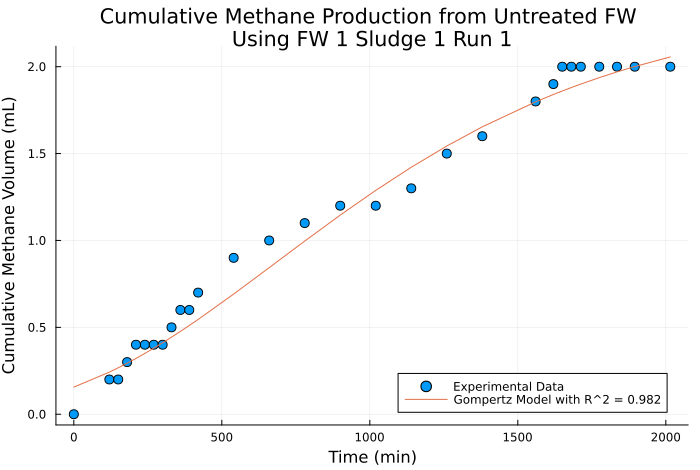 Cumulative Methane Production from Untreated FW
Using FW 1 Sludge 1 Run 1
Cumulative Methane Volume (mL)
2.0
1.5
1.0
0.5
0.0
Experimental Data
Gompertz Model with R^2 = 0.982
0 500 1000 1500 2000
Time (min)